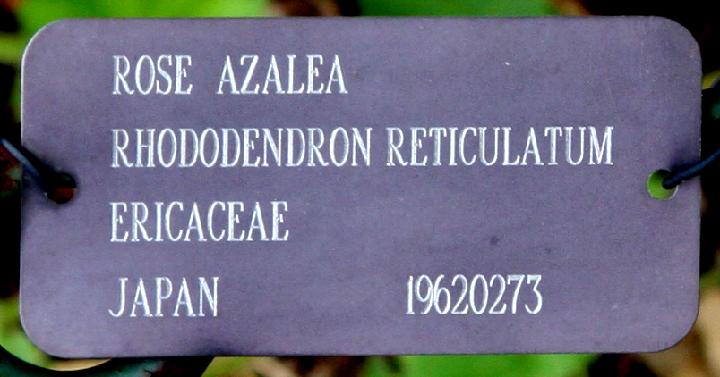 ROSE AZALEA
RHODODENDRON RETICULATUM
ERICACEAE
JAPAN 19620273